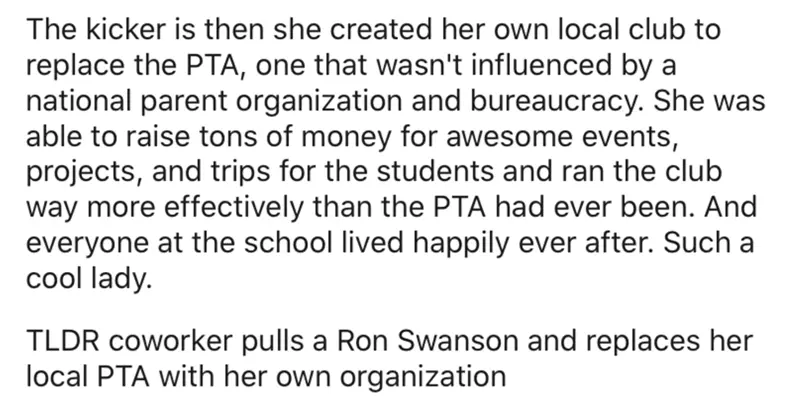 The kicker is then she created her own local club to
replace the PTA, one that wasn't influenced by a
national parent organization and bureaucracy. She was
able to raise tons of money for awesome events,
projects, and trips for the students and ran the club
way more effectively than the PTA had ever been. And
everyone at the school lived happily ever after. Such a
cool lady.
TLDR coworker pulls a Ron Swanson and replaces her
local PTA with her own organization